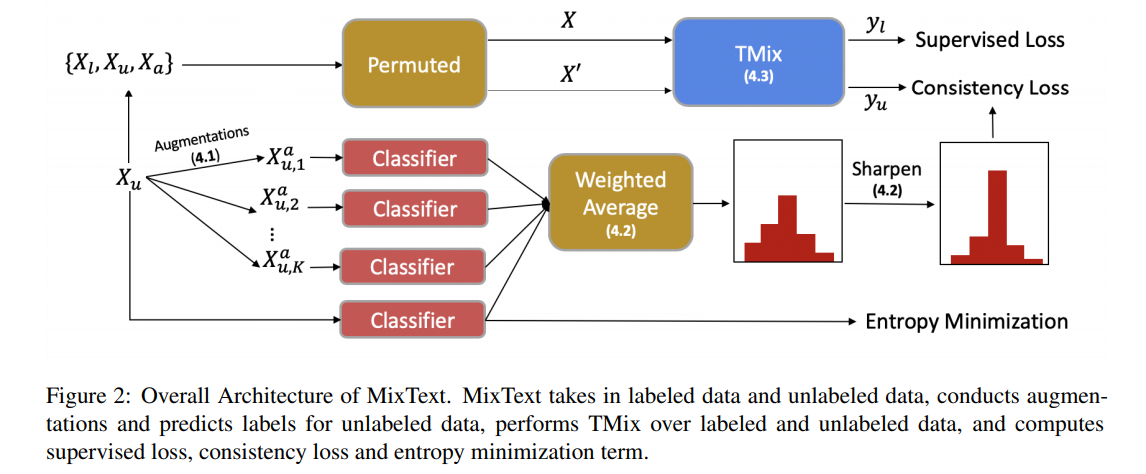 {X_l, X_u, X_a}
Permuted
X
X′
TMix
(4.3)
y_l
Supervised Loss
y_u
Consistency Loss
Augmentations
(4.1)
X_u
X^a_{u,1}
Classifier
X^a_{u,2}
Classifier
⋮
X^a_{u,K}
Classifier
Classifier
Weighted
Average
(4.2)
Sharpen
(4.2)
Entropy Minimization
Figure 2: Overall Architecture of MixText. MixText takes in labeled data and unlabeled data, conducts augmen-
tations and predicts labels for unlabeled data, performs TMix over labeled and unlabeled data, and computes
supervised loss, consistency loss and entropy minimization term.